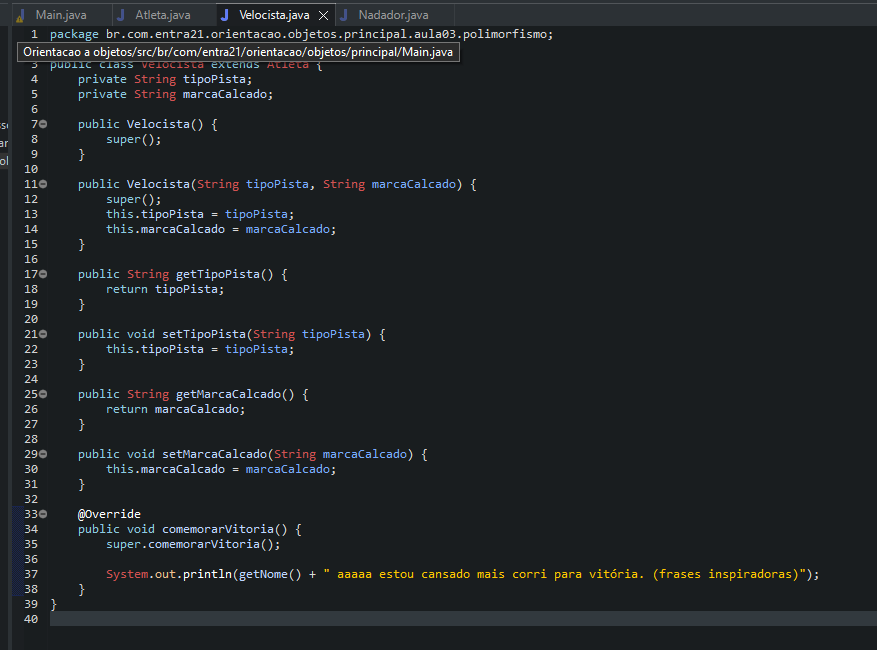 Main.java Atleta.java Velocista.java Nadador.java
1 package br.com.entra21.orientacao.objetos.principal.aula03.polimorfismo;
Orientacao a objetos/src/br/com/entra21/orientacao/objetos/principal/Main.java
3 public class Velocista extends Atleta {
4 private String tipoPista;
5 private String marcaCalcado;
6
7 public Velocista() {
8 super();
9 }
10
11 public Velocista(String tipoPista, String marcaCalcado) {
12 super();
13 this.tipoPista = tipoPista;
14 this.marcaCalcado = marcaCalcado;
15 }
16
17 public String getTipoPista() {
18 return tipoPista;
19 }
20
21 public void setTipoPista(String tipoPista) {
22 this.tipoPista = tipoPista;
23 }
24
25 public String getMarcaCalcado() {
26 return marcaCalcado;
27 }
28
29 public void setMarcaCalcado(String marcaCalcado) {
30 this.marcaCalcado = marcaCalcado;
31 }
32
33 @Override
34 public void comemorarVitoria() {
35 super.comemorarVitoria();
36
37 System.out.println(getNome() + " aaaaa estou cansado mais corri para vitória. (frases inspiradoras)");
38 }
39 }
40